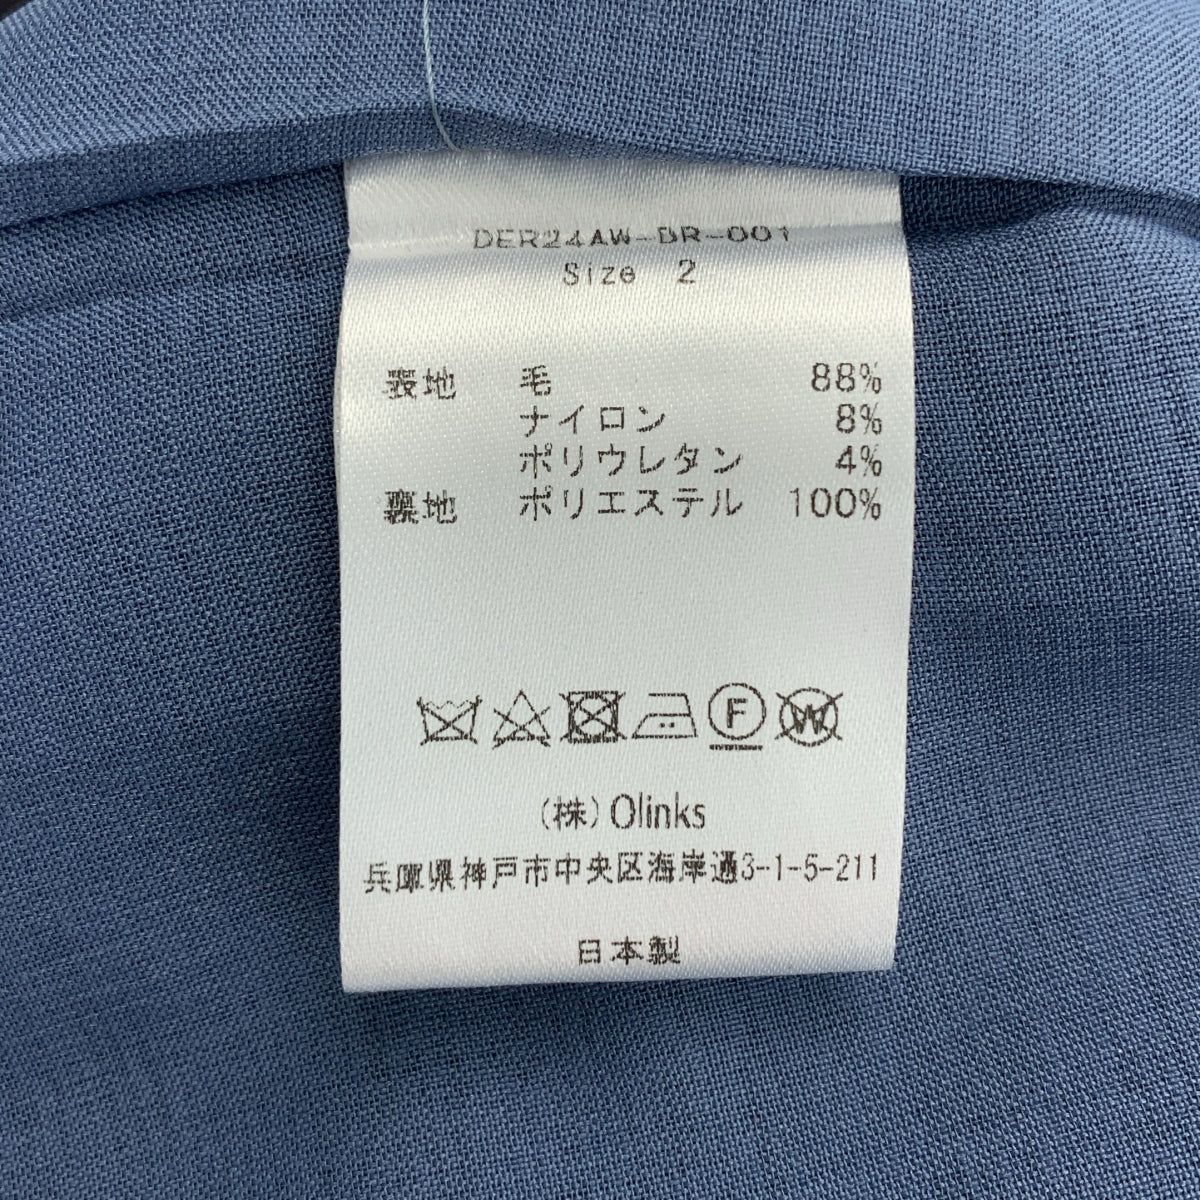 DER24AW-DR-001
Size 2
表地 毛 88%
ナイロン 8%
ポリウレタン 4%
裏地 ポリエステル 100%
F W
(株)Olinks
兵庫県神戸市中央区海岸通3-1-5-211
日本製